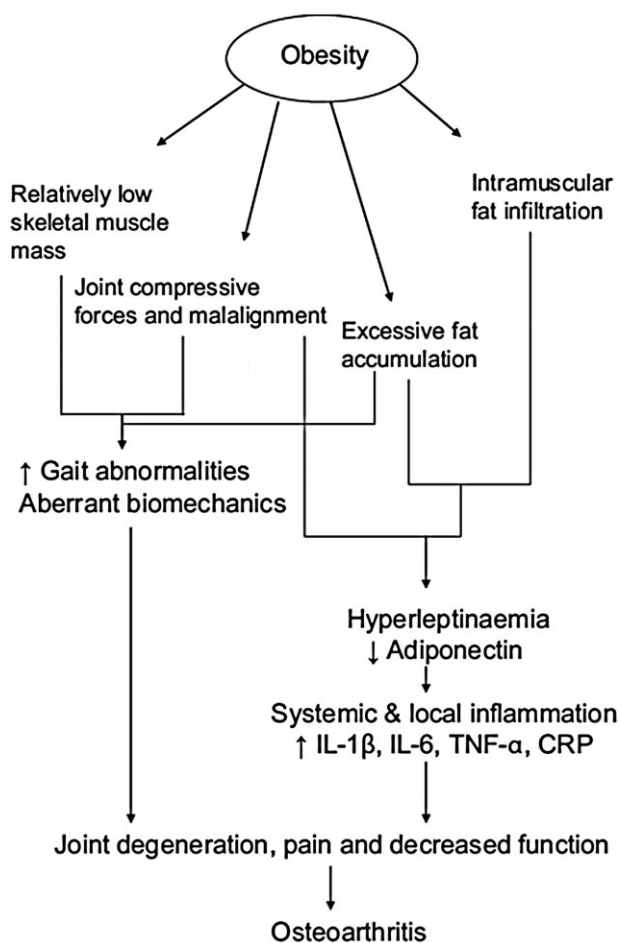 Obesity
Relatively low
skeletal muscle
mass
Intramuscular
fat infiltration
Joint compressive
forces and malalignment
Excessive fat
accumulation
↑ Gait abnormalities
Aberrant biomechanics
Hyperleptinaemia
↓ Adiponectin
Systemic & local inflammation
↑ IL-1β, IL-6, TNF-α, CRP
Joint degeneration, pain and decreased function
Osteoarthritis